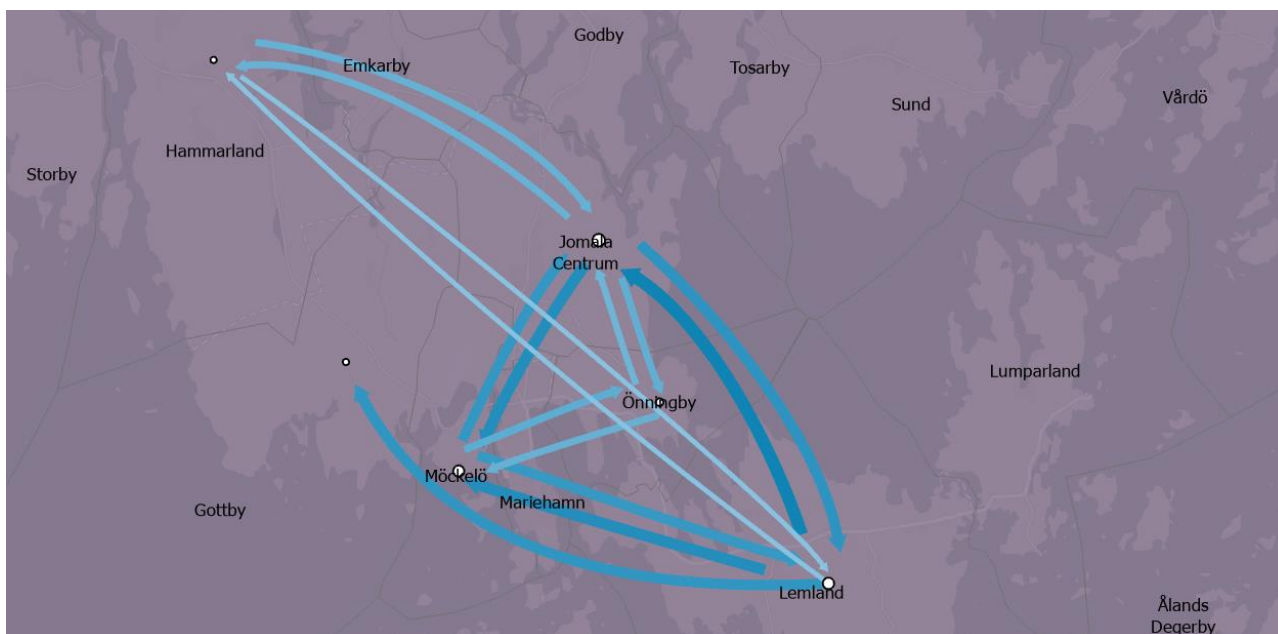 Godby
Emkarby
Tosarby
Sund
Vårdö
Hammarland
Storby
Jomala
Centrum
Lumparland
Önningby
Möckelö
Mariehamn
Gottby
Lemland
Ålands
Degerby